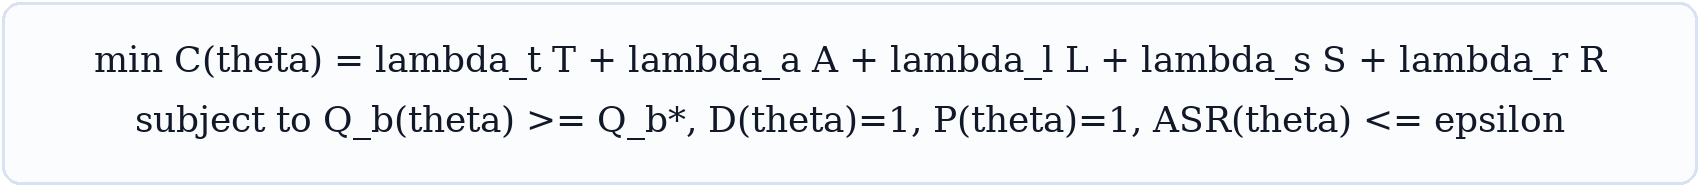 min C(theta) = lambda_t T + lambda_a A + lambda_l L + lambda_s S + lambda_r R
subject to Q_b(theta) >= Q_b*, D(theta)=1, P(theta)=1, ASR(theta) <= epsilon